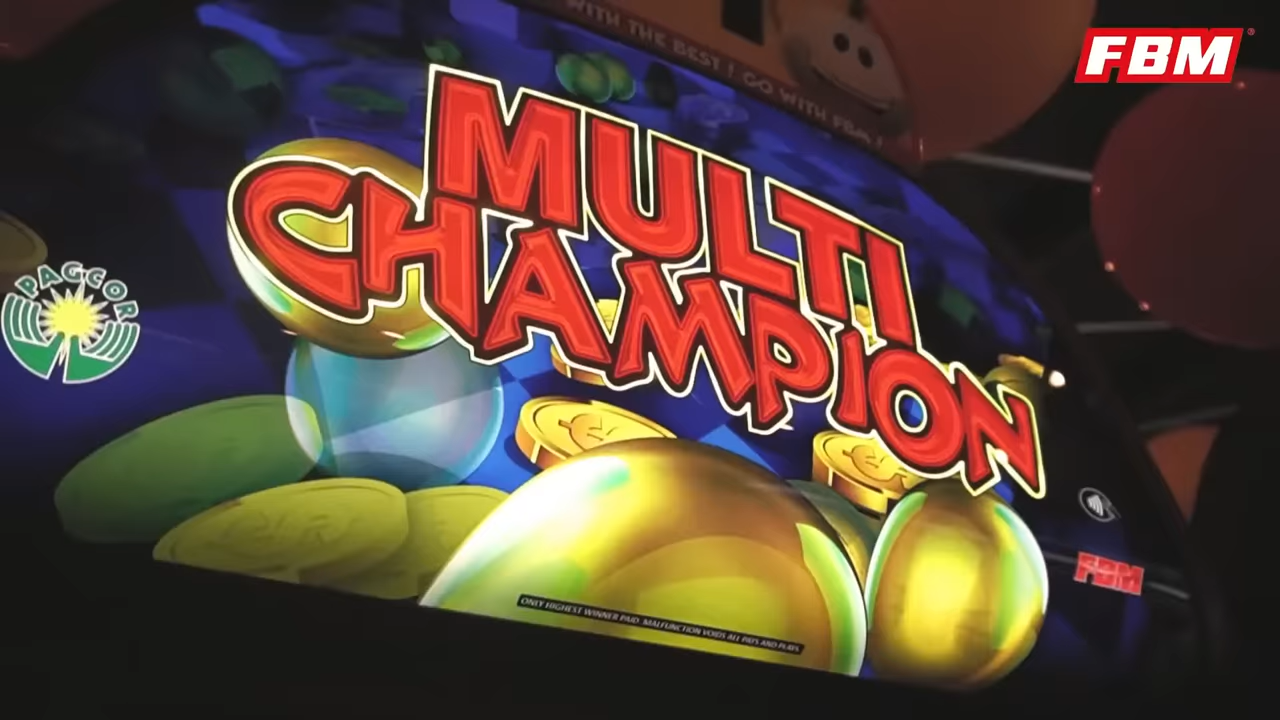 WITH THE BEST I GO WITH FBM!
FBM
MULTI
CHAMPION
PAGCOR
FBM
ONLY HIGHEST WINNER PAID. MALFUNCTION VOIDS ALL PAYS AND PLAYS.